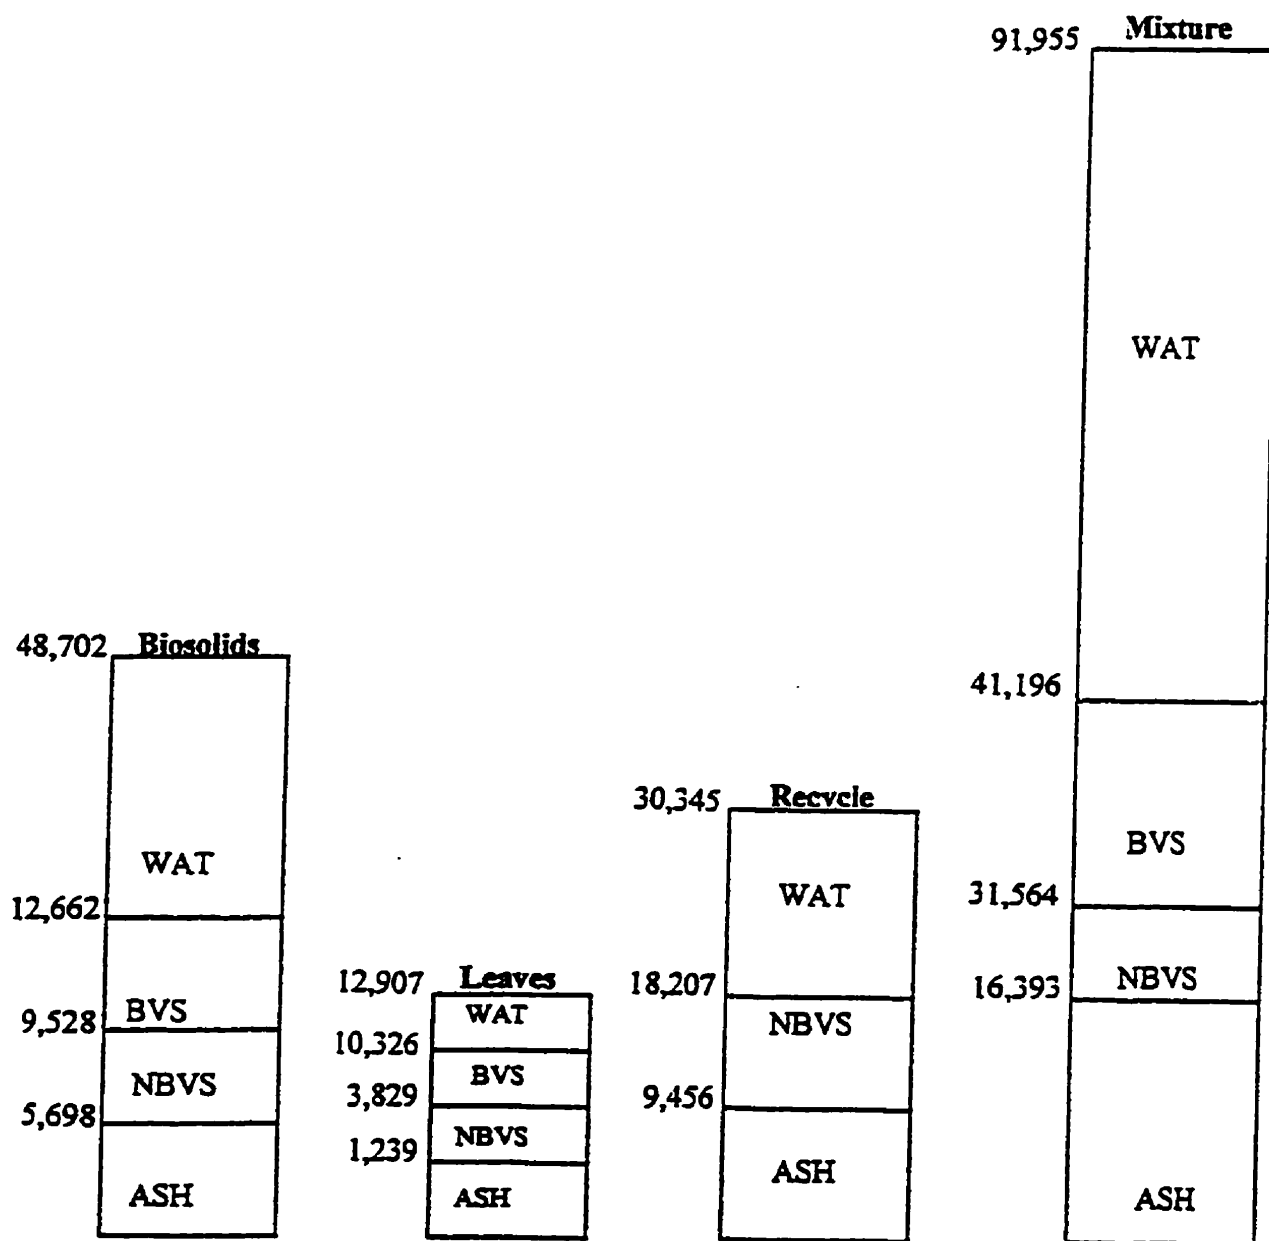 Mixture
91,955
WAT
41,196
BVS
31,564
NBVS
16,393
ASH
Biosolids
48,702
WAT
12,662
BVS
9,528
NBVS
5,698
ASH
Leaves
12,907
WAT
10,326
BVS
3,829
NBVS
1,239
ASH
Recycle
30,345
WAT
18,207
NBVS
9,456
ASH